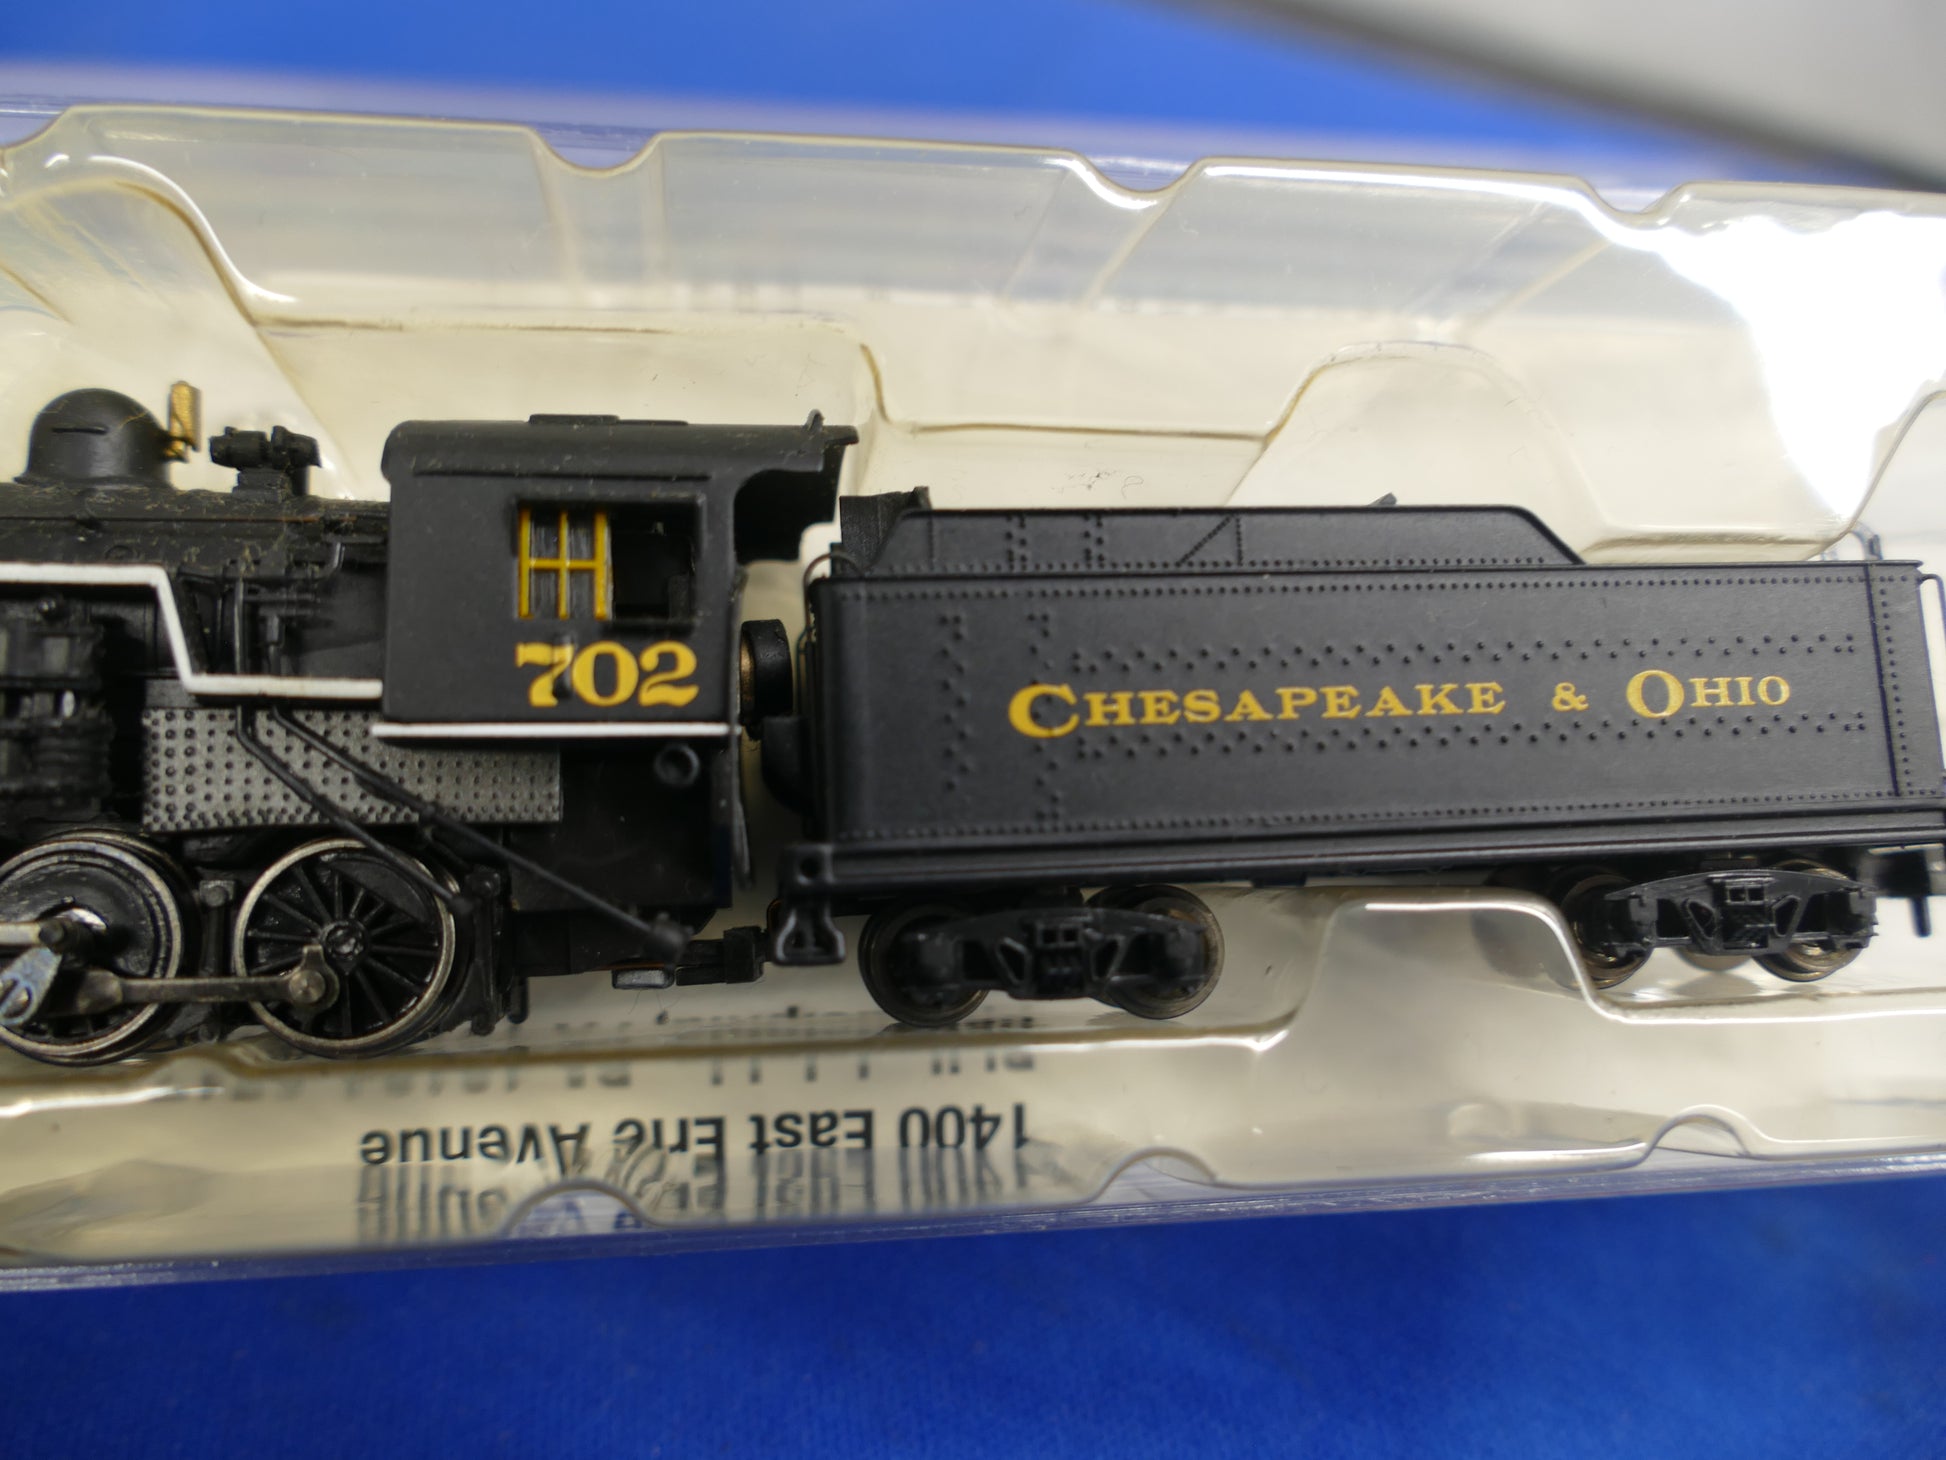 702
CHESAPEAKE & OHIO
1400 East Erie Avenue